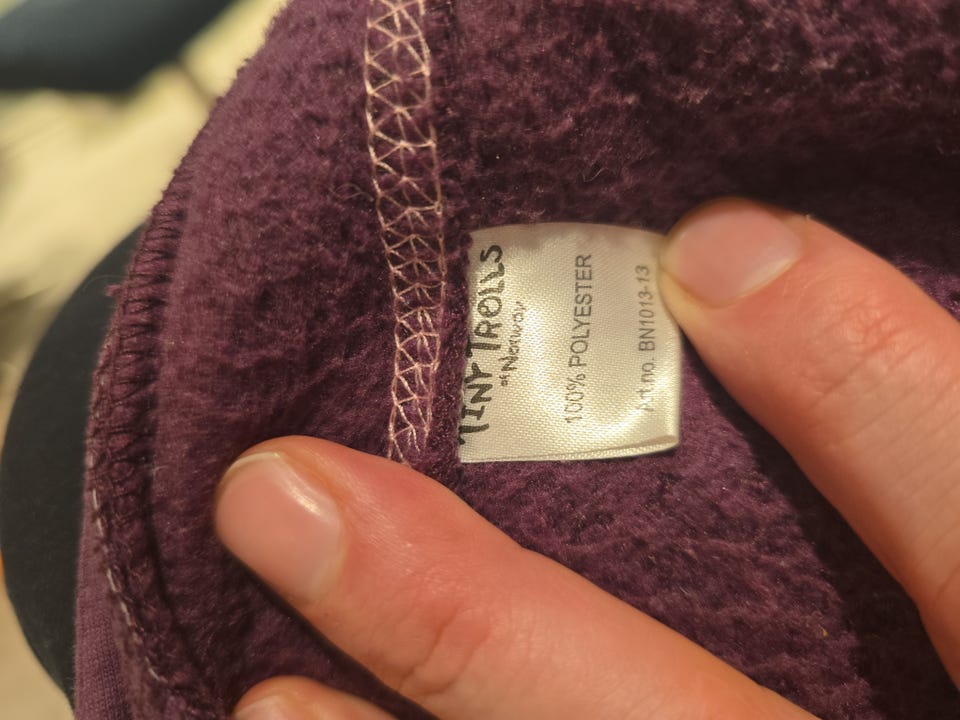 TINY TROLLS
of Norway
100% POLYESTER
Art.no. BN1013-13